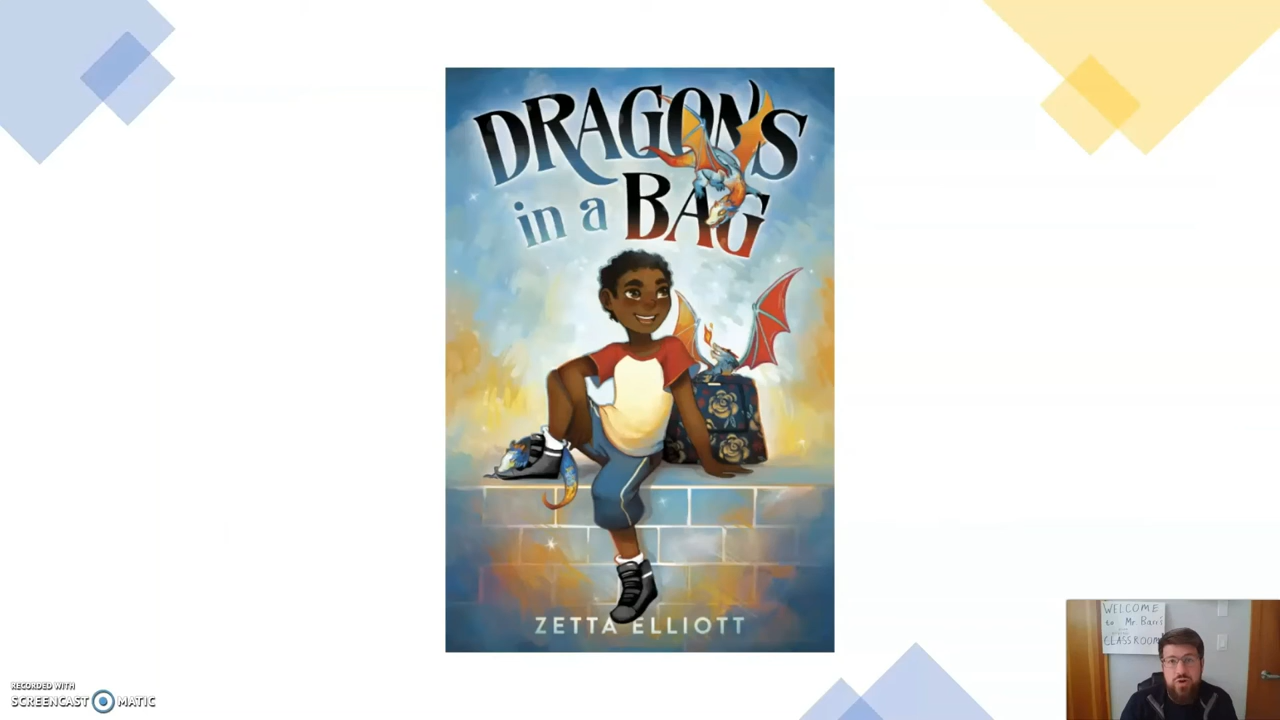 DRAGONS
in a BAG
ZETTA ELLIOTT
RECORDED WITH
SCREENCAST MATIC
WELCOME
to Mr.
CLASSROOM